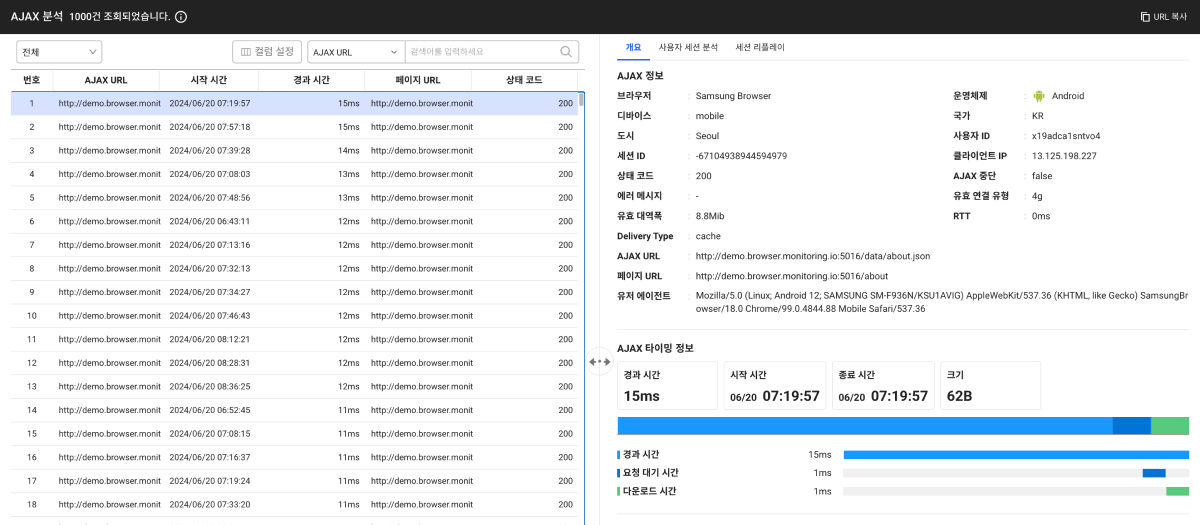 AJAX 분석 1000건 조회되었습니다.
URL 복사
전체
컬럼 설정
AJAX URL
검색어를 입력하세요
번호 AJAX URL 시작 시간 경과 시간 페이지 URL 상태 코드
1 http://demo.browser.monit 2024/06/20 07:19:57 15ms http://demo.browser.monit 200
2 http://demo.browser.monit 2024/06/20 07:57:18 15ms http://demo.browser.monit 200
3 http://demo.browser.monit 2024/06/20 07:39:28 14ms http://demo.browser.monit 200
4 http://demo.browser.monit 2024/06/20 07:08:03 13ms http://demo.browser.monit 200
5 http://demo.browser.monit 2024/06/20 07:48:56 13ms http://demo.browser.monit 200
6 http://demo.browser.monit 2024/06/20 06:43:11 12ms http://demo.browser.monit 200
7 http://demo.browser.monit 2024/06/20 07:13:16 12ms http://demo.browser.monit 200
8 http://demo.browser.monit 2024/06/20 07:32:13 12ms http://demo.browser.monit 200
9 http://demo.browser.monit 2024/06/20 07:34:27 12ms http://demo.browser.monit 200
10 http://demo.browser.monit 2024/06/20 07:46:43 12ms http://demo.browser.monit 200
11 http://demo.browser.monit 2024/06/20 08:12:21 12ms http://demo.browser.monit 200
12 http://demo.browser.monit 2024/06/20 08:28:31 12ms http://demo.browser.monit 200
13 http://demo.browser.monit 2024/06/20 08:36:25 12ms http://demo.browser.monit 200
14 http://demo.browser.monit 2024/06/20 06:52:45 11ms http://demo.browser.monit 200
15 http://demo.browser.monit 2024/06/20 07:08:15 11ms http://demo.browser.monit 200
16 http://demo.browser.monit 2024/06/20 07:16:37 11ms http://demo.browser.monit 200
17 http://demo.browser.monit 2024/06/20 07:19:24 11ms http://demo.browser.monit 200
18 http://demo.browser.monit 2024/06/20 07:33:20 11ms http://demo.browser.monit 200
개요 사용자 세션 분석 세션 리플레이
AJAX 정보
브라우저 : Samsung Browser 운영체제 : Android
디바이스 : mobile 국가 : KR
도시 : Seoul 사용자 ID : x19adca1sntvo4
세션 ID : -67104938944594979 클라이언트 IP : 13.125.198.227
상태 코드 : 200 AJAX 중단 : false
에러 메시지 : - 유효 연결 유형 : 4g
유효 대역폭 : 8.8Mib RTT : 0ms
Delivery Type : cache
AJAX URL : http://demo.browser.monitoring.io:5016/data/about.json
페이지 URL : http://demo.browser.monitoring.io:5016/about
유저 에이전트 : Mozilla/5.0 (Linux; Android 12; SAMSUNG SM-F936N/KSU1AVIG) AppleWebKit/537.36 (KHTML, like Gecko) SamsungBr
owser/18.0 Chrome/99.0.4844.88 Mobile Safari/537.36
AJAX 타이밍 정보
경과 시간 시작 시간 종료 시간 크기
15ms 06/20 07:19:57 06/20 07:19:57 62B
경과 시간 15ms
요청 대기 시간 1ms
다운로드 시간 1ms